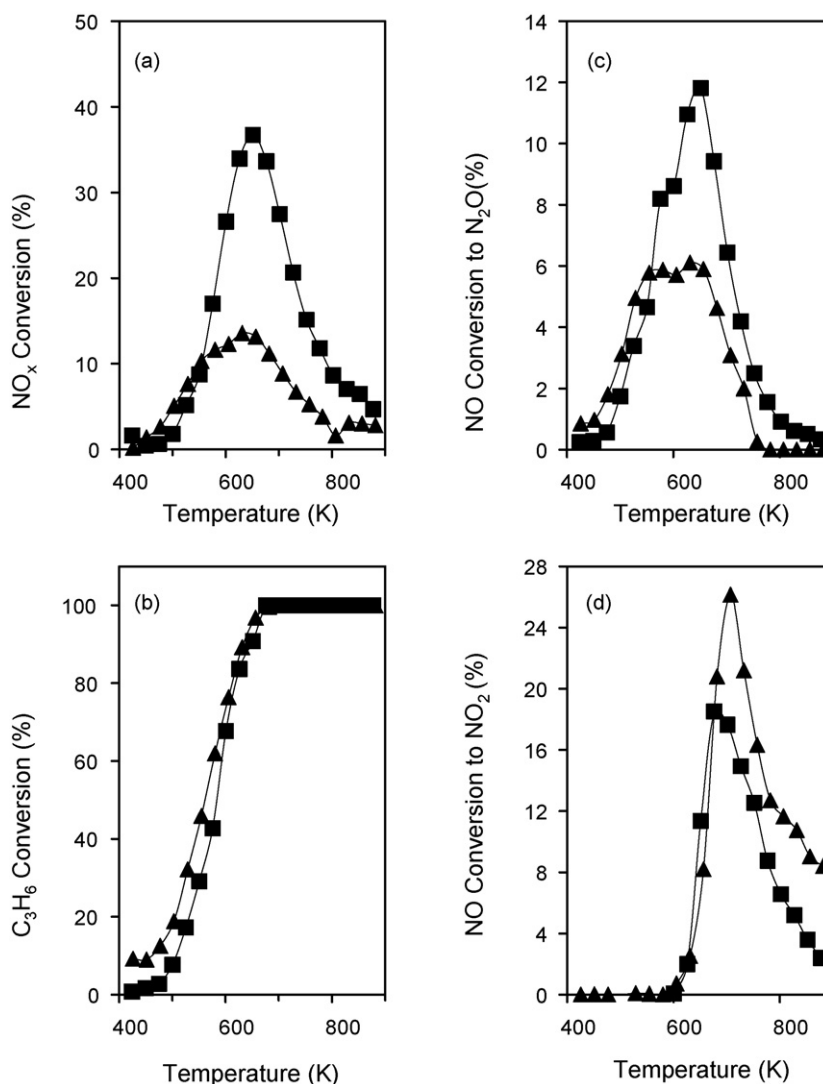 (a)
NOₓ Conversion (%)
50
40
30
20
10
0
400 600 800
Temperature (K)
(c)
NO Conversion to N₂O(%)
14
12
10
8
6
4
2
0
400 600 800
Temperature (K)
(b)
C₃H₆ Conversion (%)
100
80
60
40
20
0
400 600 800
Temperature (K)
(d)
NO Conversion to NO₂ (%)
28
24
20
16
12
8
4
0
400 600 800
Temperature (K)